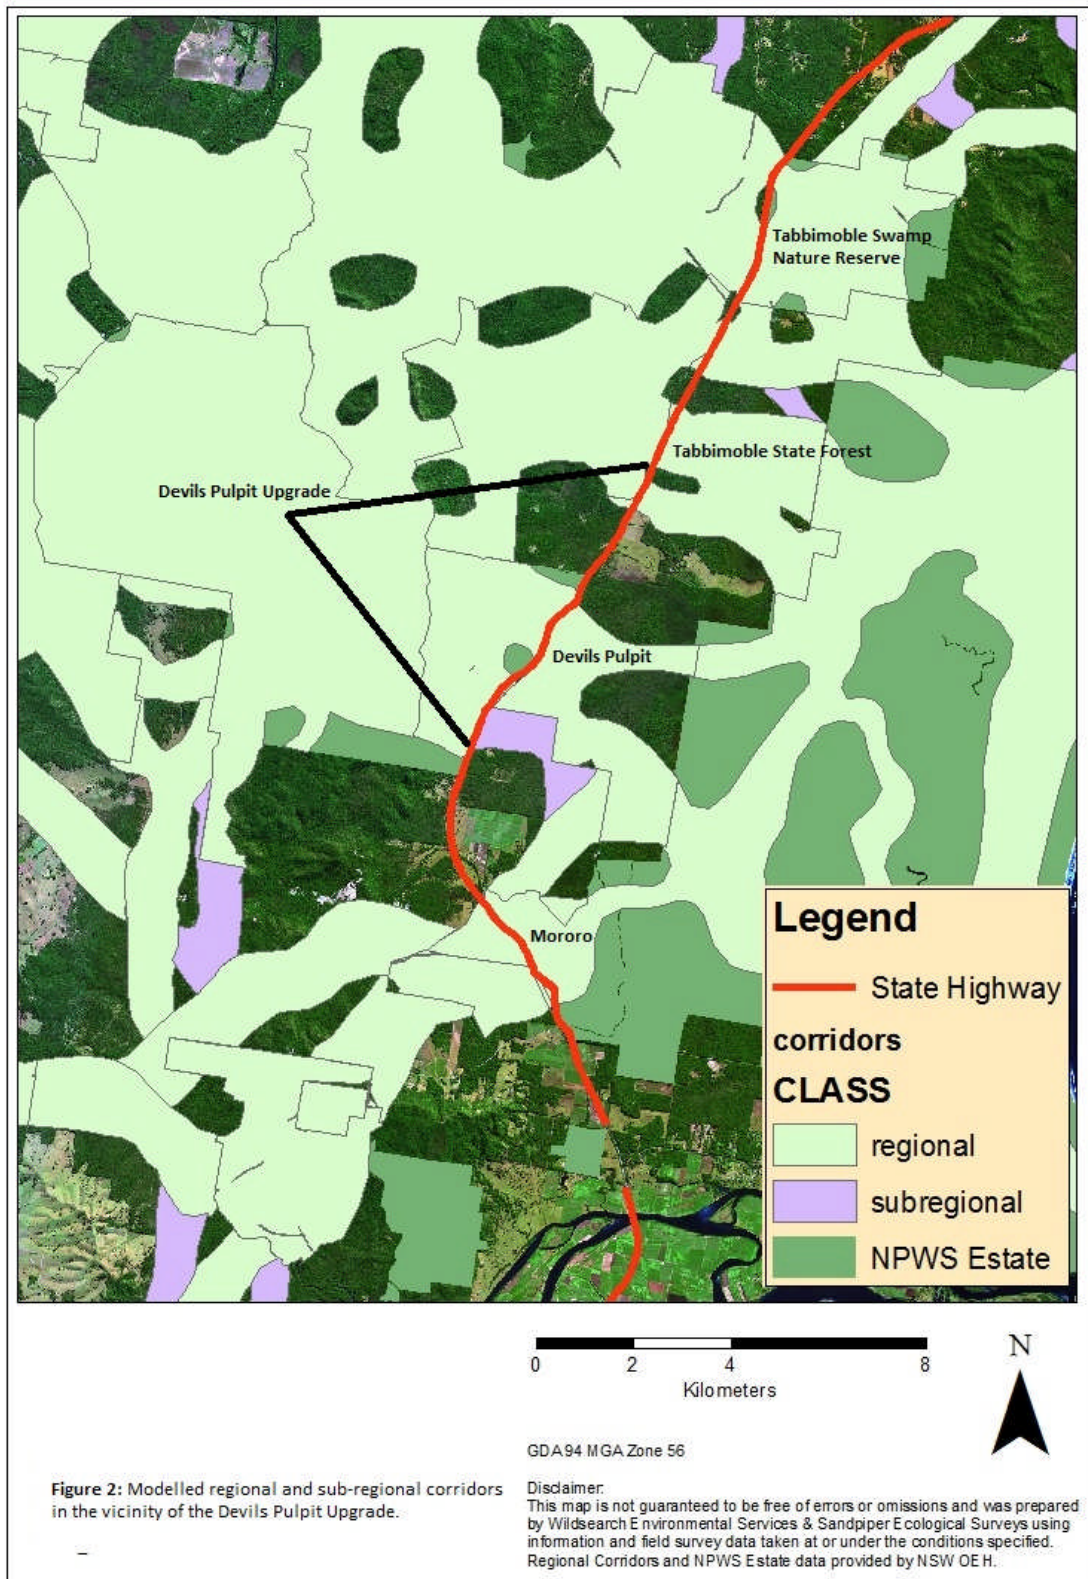 Tabbimoble Swamp
Nature Reserve
Tabbimoble State Forest
Devils Pulpit Upgrade
Devils Pulpit
Mororo
Legend
State Highway
corridors
CLASS
regional
subregional
NPWS Estate
0 2 4 8
Kilometers
N
GDA94 MGA Zone 56
Figure 2: Modelled regional and sub-regional corridors
in the vicinity of the Devils Pulpit Upgrade.
Disclaimer:
This map is not guaranteed to be free of errors or omissions and was prepared
by Wildsearch Environmental Services & Sandpiper Ecological Surveys using
information and field survey data taken at or under the conditions specified.
Regional Corridors and NPWS Estate data provided by NSW OEH.